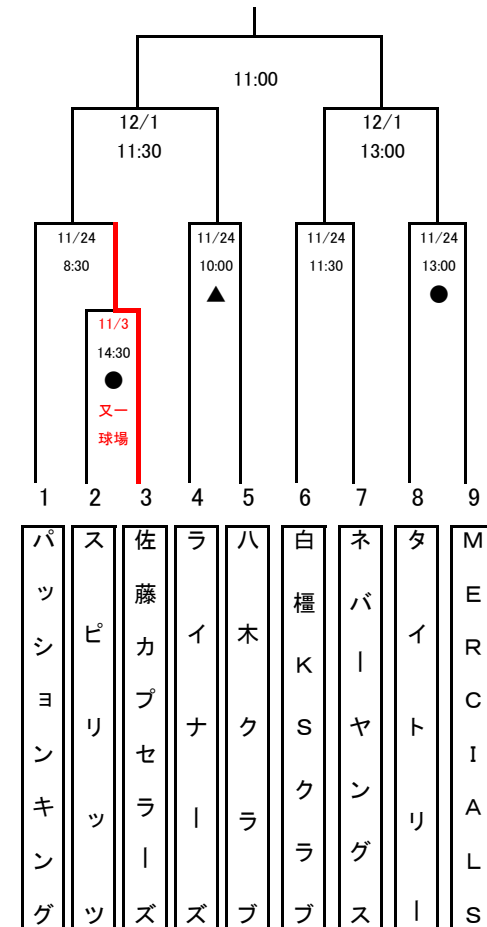 11:00
12/1
11:30
12/1
13:00
11/24
8:30
11/24
10:00
▲
11/24
11:30
11/24
13:00
●
11/3
14:30
●
又一
球場
1 2 3 4 5 6 7 8 9
パッションキング
スピリッツ
佐藤カプセラーズ
ライナーズ
八木クラブ
白橿KSクラブ
ネバーヤングス
タイトリー
MERCIALS